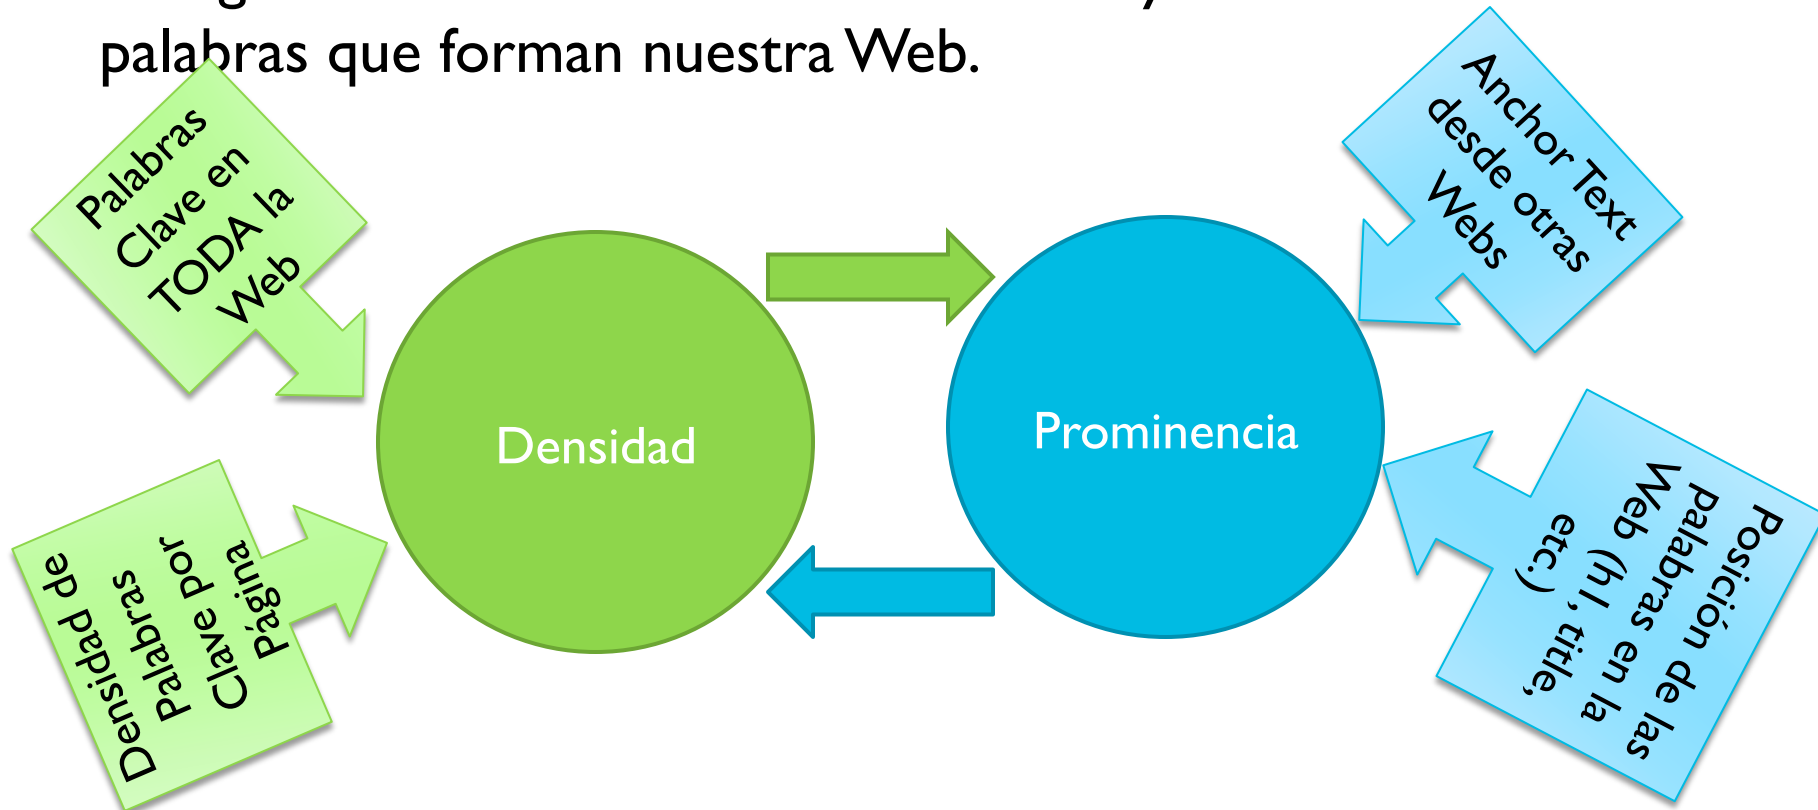 palabras que forman nuestra Web.
Palabras
Clave en
TODA la
Web
Densidad de
Palabras
Clave por
Página
Densidad
Prominencia
Anchor Text
desde otras
Webs
Posición de las
palabras en la
Web (h1, title,
etc.)